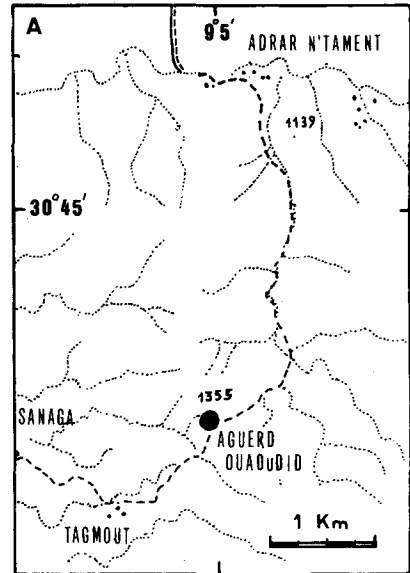 A
9°5'
ADRAR N'TAMENT
1139
30°45'
1355
SANAGA
AGUERD
OUAOUDID
TAGMOUT
1 Km